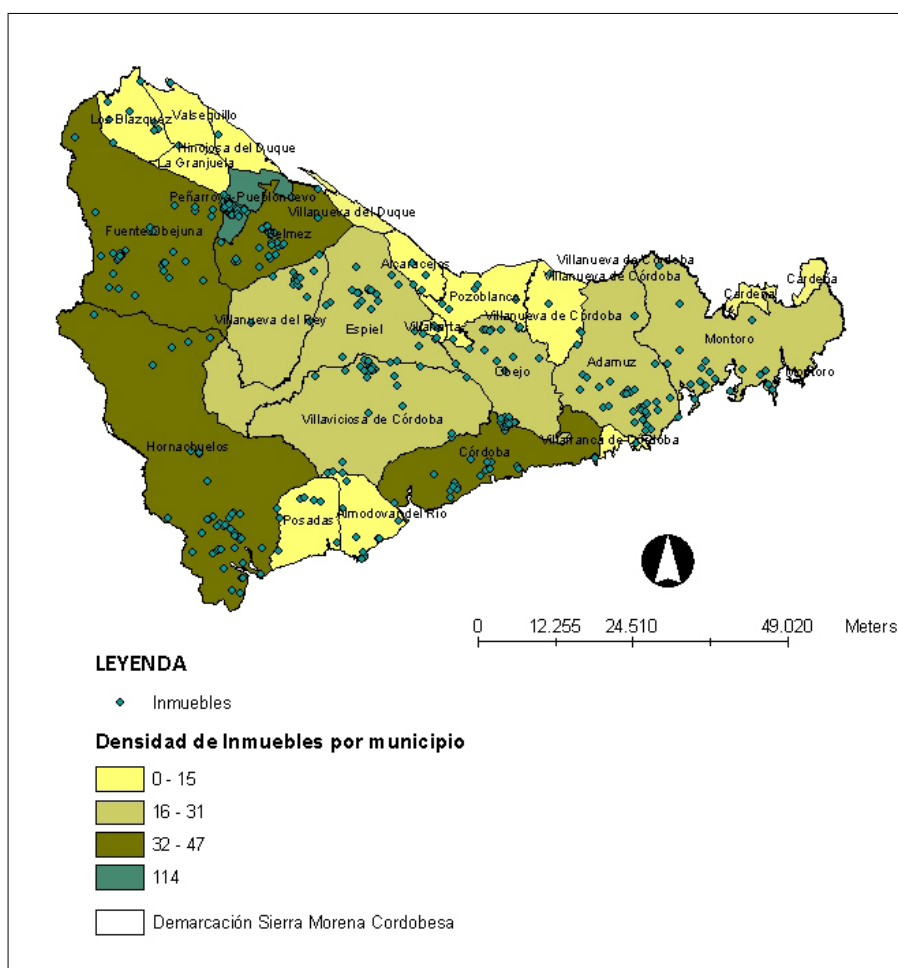 Los Blázquez
Valsequillo
Hinojosa del Duque
La Granjuela
Peñarroya-Pueblonuevo
Villanueva del Duque
Fuente Obejuna
Belmez
Alcaracejos
Villanueva de Córdoba
Villanueva de Córdoba
Cardeña
Cardeña
Pozoblanco
Villanueva del Rey
Espiel
Villaharta
Villanueva de Córdoba
Montoro
Adamuz
Obejo
Montoro
Villaviciosa de Córdoba
Villafranca de Córdoba
Hornachuelos
Córdoba
Posadas
Almodovar del Río
0 12.255 24.510 49.020 Meters
LEYENDA
Inmuebles
Densidad de Inmuebles por municipio
0 - 15
16 - 31
32 - 47
114
Demarcación Sierra Morena Cordobesa